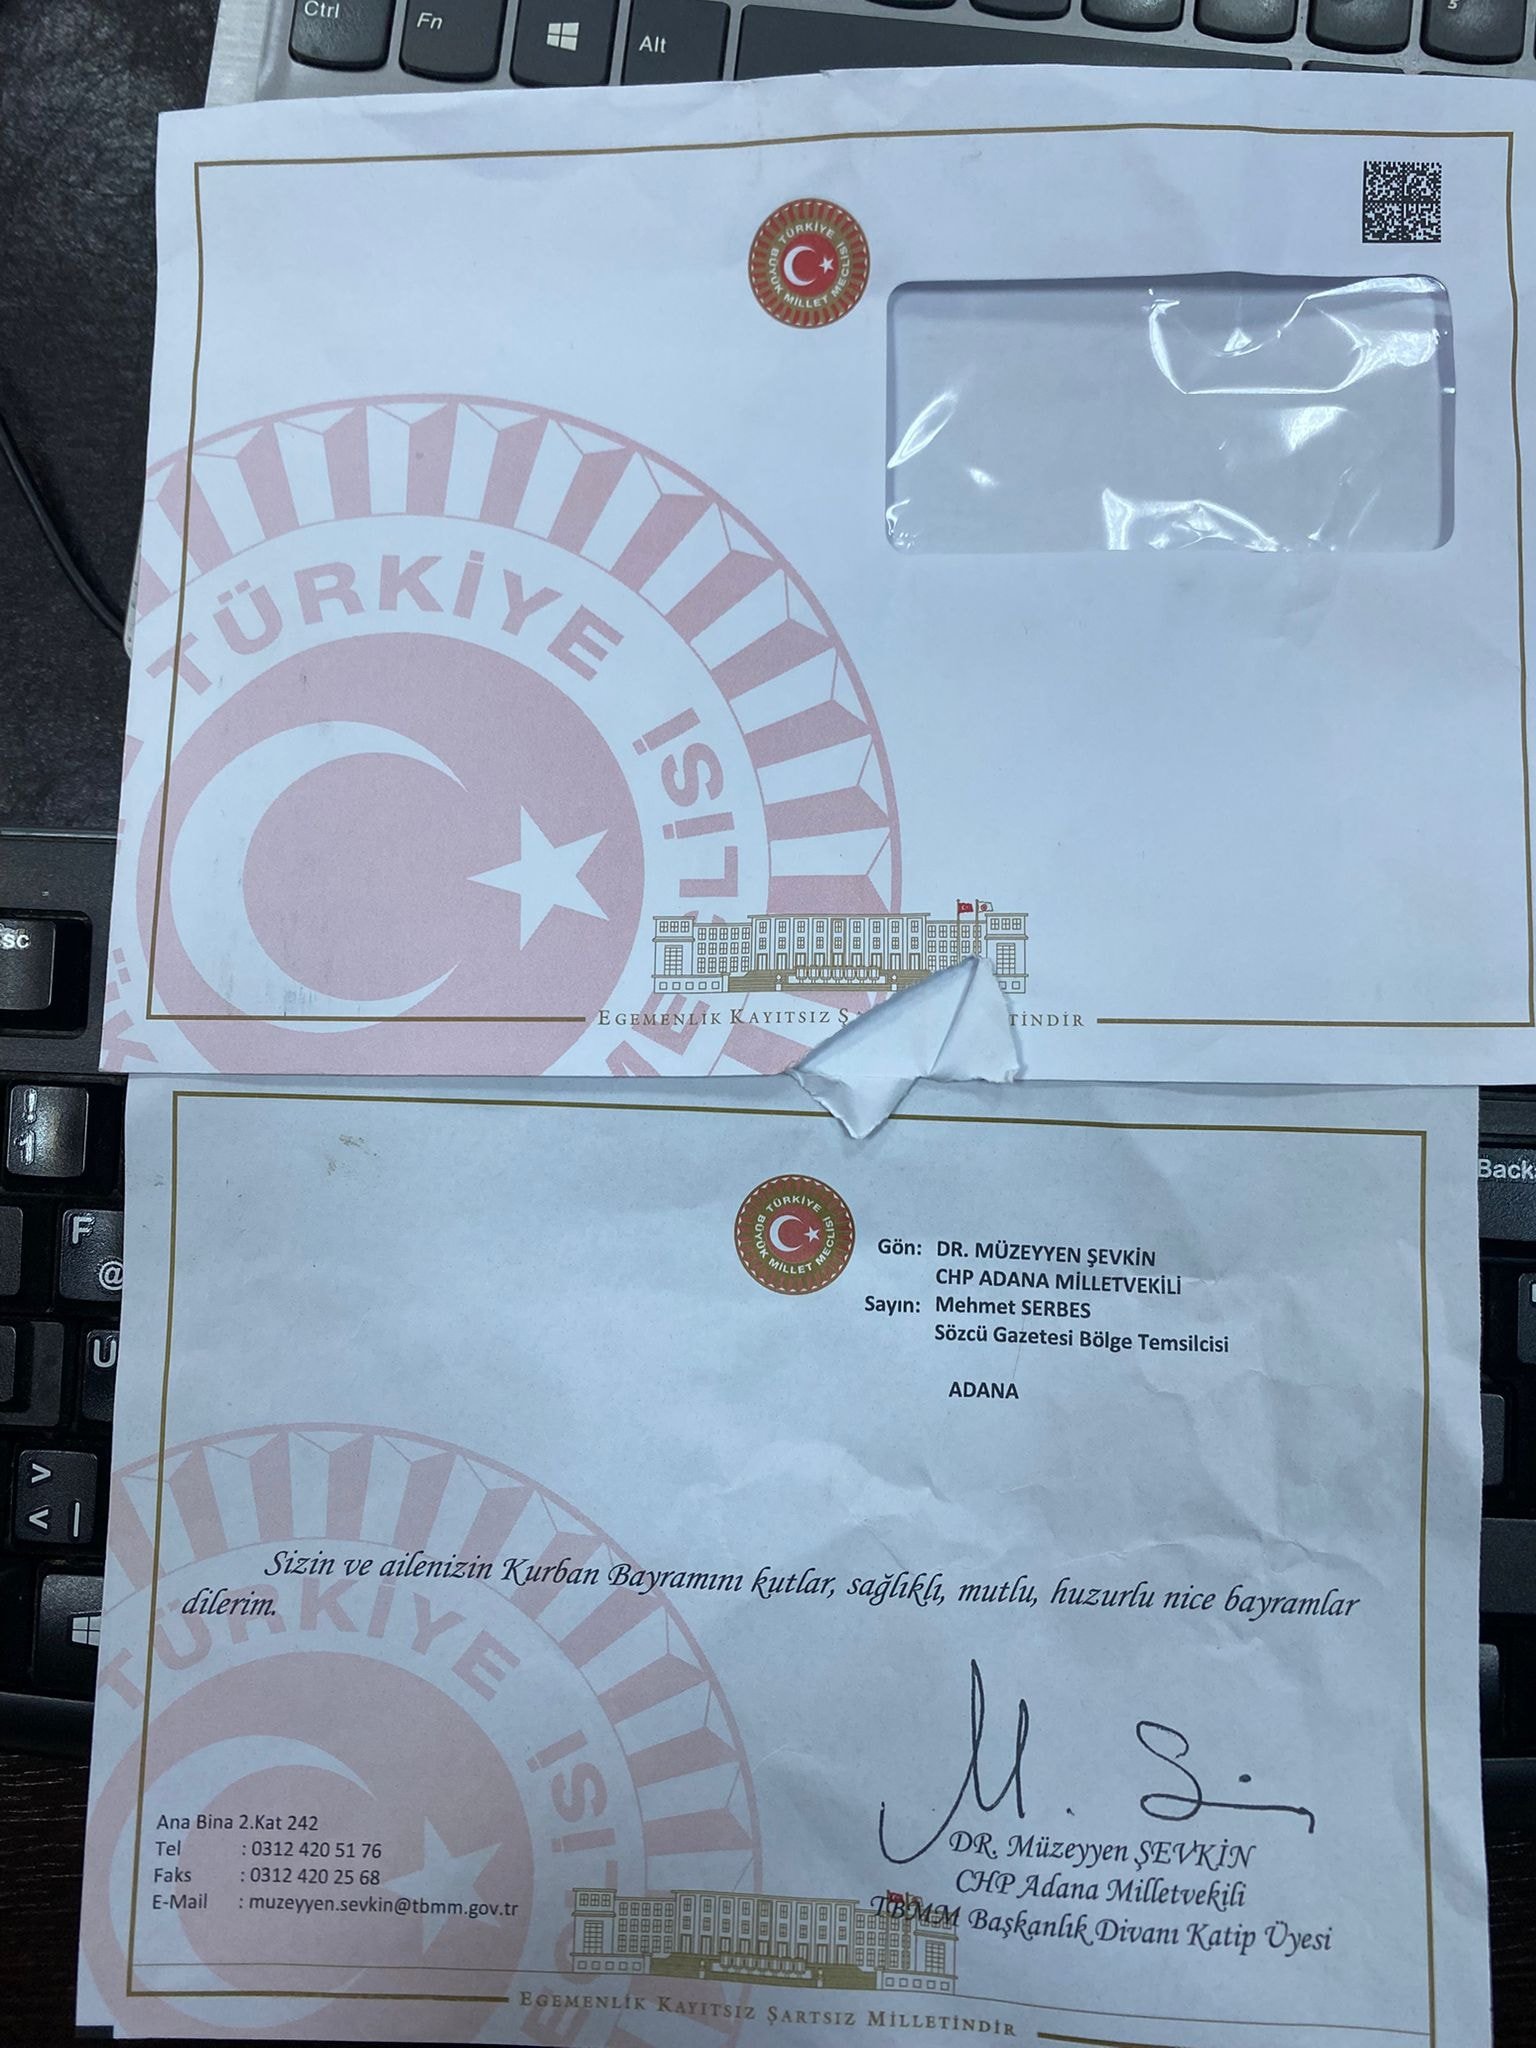 Ctrl
Fn
Alt
TÜRKİYE BÜYÜK MİLLET MECLİSİ
TÜRKİYE
İSİ
EGEMENLİK KAYITSIZ
TİNDİR
TÜRKİYE BÜYÜK MİLLET MECLİSİ
Gön: DR. MÜZEYYEN ŞEVKİN
CHP ADANA MİLLETVEKİLİ
Sayın: Mehmet SERBES
Sözcü Gazetesi Bölge Temsilcisi
ADANA
Sizin ve ailenizin Kurban Bayramını kutlar, sağlıklı, mutlu, huzurlu nice bayramlar
dilerim.
TÜRKİYE
M. S
DR. Müzeyyen ŞEVKİN
CHP Adana Milletvekili
TBMM Başkanlık Divanı Katip Üyesi
Ana Bina 2.Kat 242
Tel : 0312 420 51 76
Faks : 0312 420 25 68
E-Mail : muzeyyen.sevkin@tbmm.gov.tr
EGEMENLİK KAYITSIZ ŞARTSIZ MİLLETİNDİR
!
1
F
@
U
>
<
|
Back